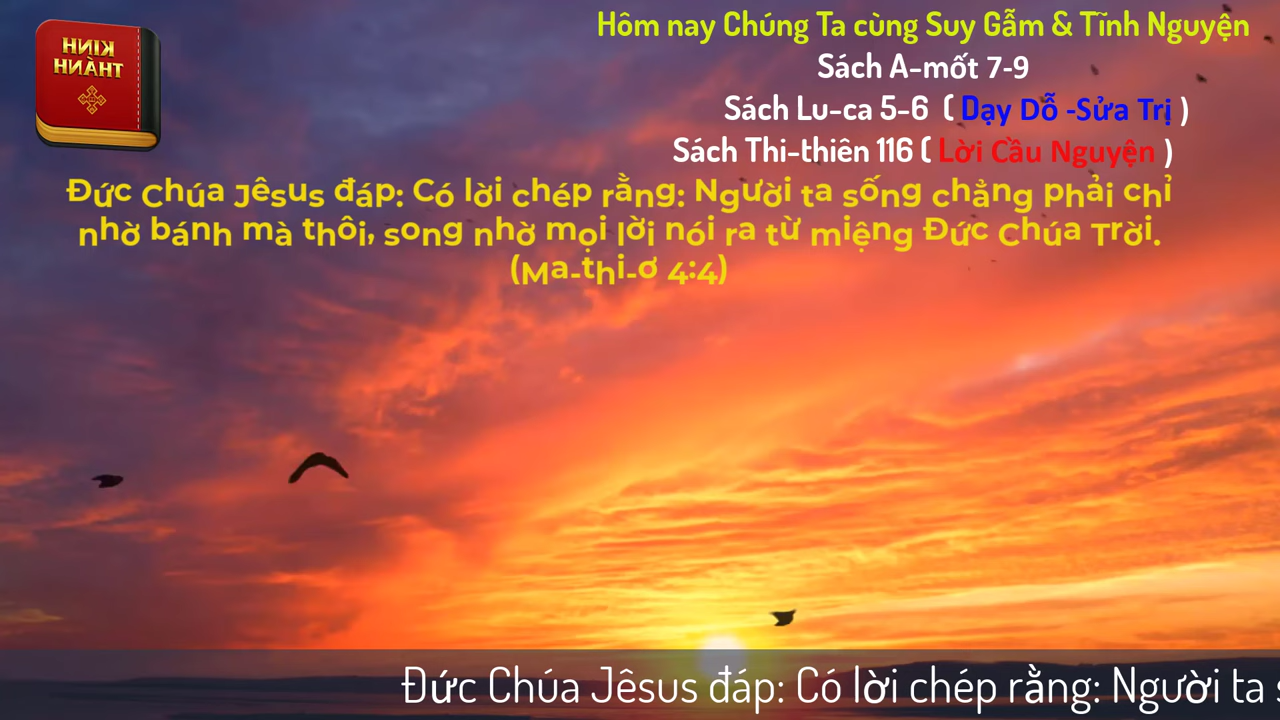 KINH
THÀNH
Hôm nay Chúng Ta cùng Suy Gẫm & Tĩnh Nguyện
Sách A-mốt 7-9
Sách Lu-ca 5-6 ( Dạy Dỗ -Sửa Trị )
Sách Thi-thiên 116 ( Lời Cầu Nguyện )
Đức Chúa Jêsus đáp: Có lời chép rằng: Người ta sống chẳng phải chỉ
nhờ bánh mà thôi, song nhờ mọi lời nói ra từ miệng Đức Chúa Trời.
(Ma-thi-ơ 4:4)
Đức Chúa Jêsus đáp: Có lời chép rằng: Người ta